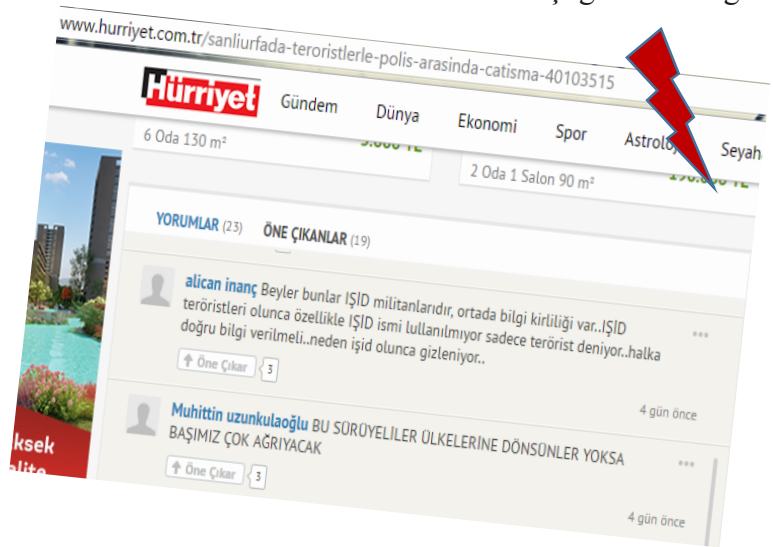 www.hurriyet.com.tr/sanliurfada-teroristlerle-polis-arasinda-catisma-40103515
Hürriyet Gündem Dünya Ekonomi Spor Seyaha
6 Oda 130 m²
2 Oda 1 Salon 90 m²
YORUMLAR (23) ÖNE ÇIKANLAR (19)
alican inanç Beyler bunlar IŞİD militanlarıdır, ortada bilgi kirliliği var..IŞİD
teröristleri olunca özellikle IŞİD ismi lullanılmıyor sadece terörist deniyor..halka
doğru bilgi verilmeli..neden işid olunca gizleniyor..
Öne Çıkar 3
4 gün önce
Muhittin uzunkulaoğlu BU SÜRÜYELİLER ÜLKELERİNE DÖNSÜNLER YOKSA
BAŞIMIZ ÇOK AĞRIYACAK
Öne Çıkar 3
4 gün önce